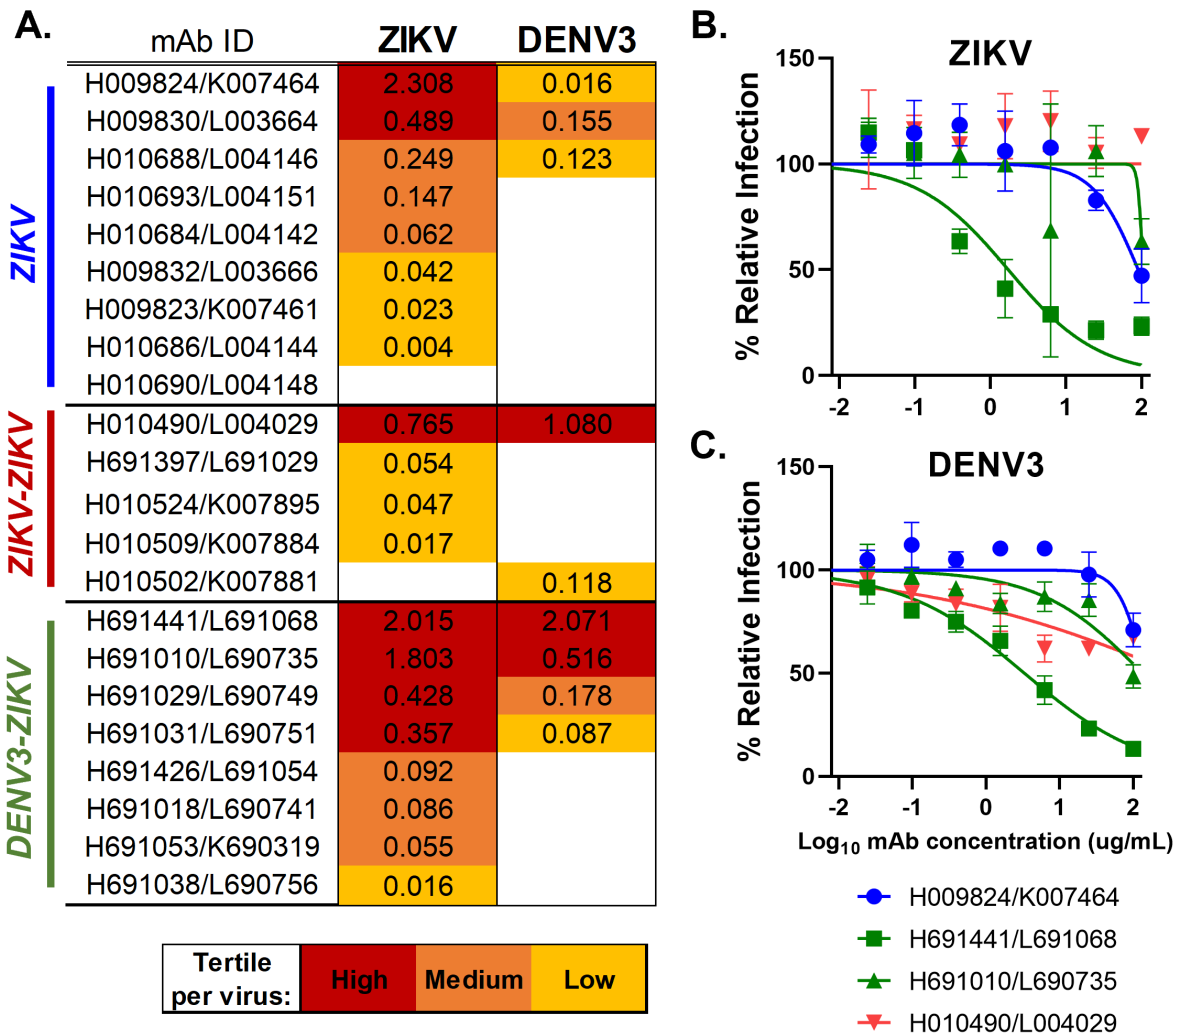 A.
mAb ID ZIKV DENV3
ZIKV
H009824/K007464 2.308 0.016
H009830/L003664 0.489 0.155
H010688/L004146 0.249 0.123
H010693/L004151 0.147
H010684/L004142 0.062
H009832/L003666 0.042
H009823/K007461 0.023
H010686/L004144 0.004
H010690/L004148
ZIKV-ZIKV
H010490/L004029 0.765 1.080
H691397/L691029 0.054
H010524/K007895 0.047
H010509/K007884 0.017
H010502/K007881 0.118
DENV3-ZIKV
H691441/L691068 2.015 2.071
H691010/L690735 1.803 0.516
H691029/L690749 0.428 0.178
H691031/L690751 0.357 0.087
H691426/L691054 0.092
H691018/L690741 0.086
H691053/K690319 0.055
H691038/L690756 0.016
Tertile
per virus:
High Medium Low
B.
ZIKV
% Relative Infection
150
100
50
0
-2 -1 0 1 2
C.
DENV3
% Relative Infection
150
100
50
0
-2 -1 0 1 2
Log10 mAb concentration (ug/mL)
H009824/K007464
H691441/L691068
H691010/L690735
H010490/L004029